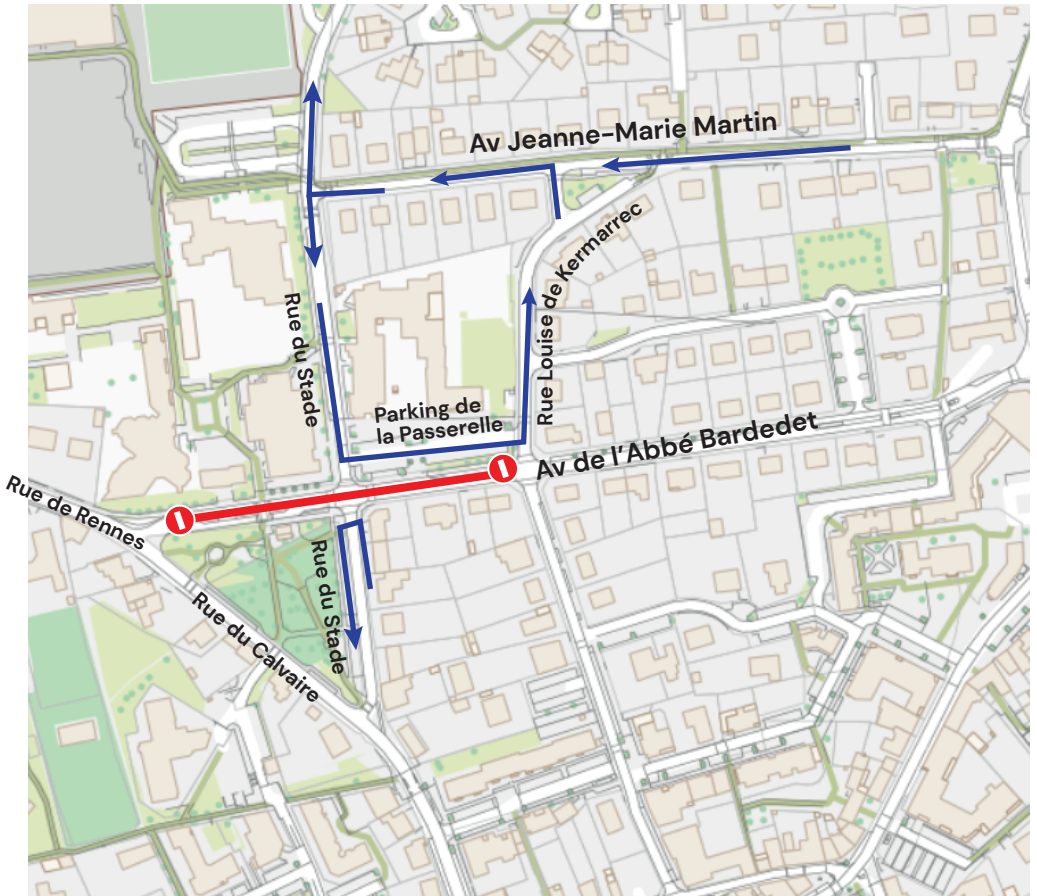 Av Jeanne-Marie Martin
Rue Louise de Kermarrec
Rue du Stade
Parking de
la Passerelle
Av de l'Abbé Bardedet
Rue de Rennes
Rue du Stade
Rue du Calvaire